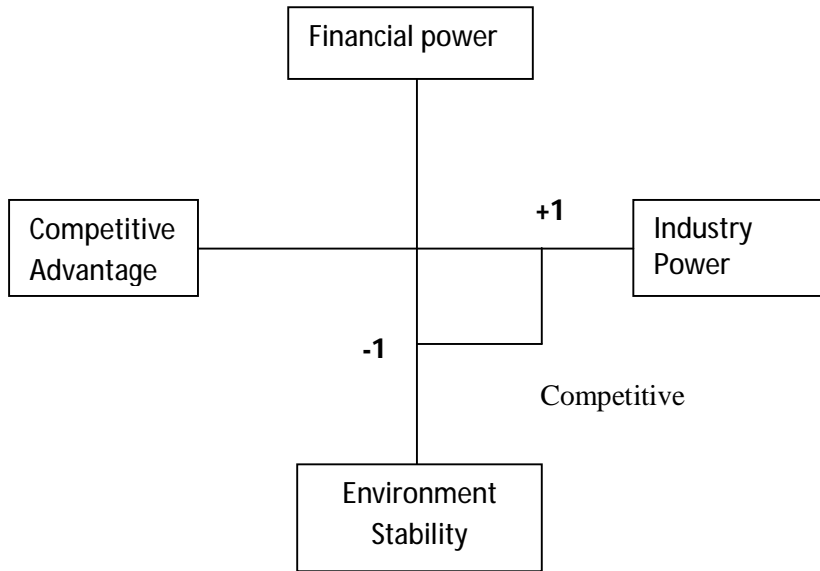 Financial power
+1
Competitive
Advantage
Industry
Power
-1
Competitive
Environment
Stability